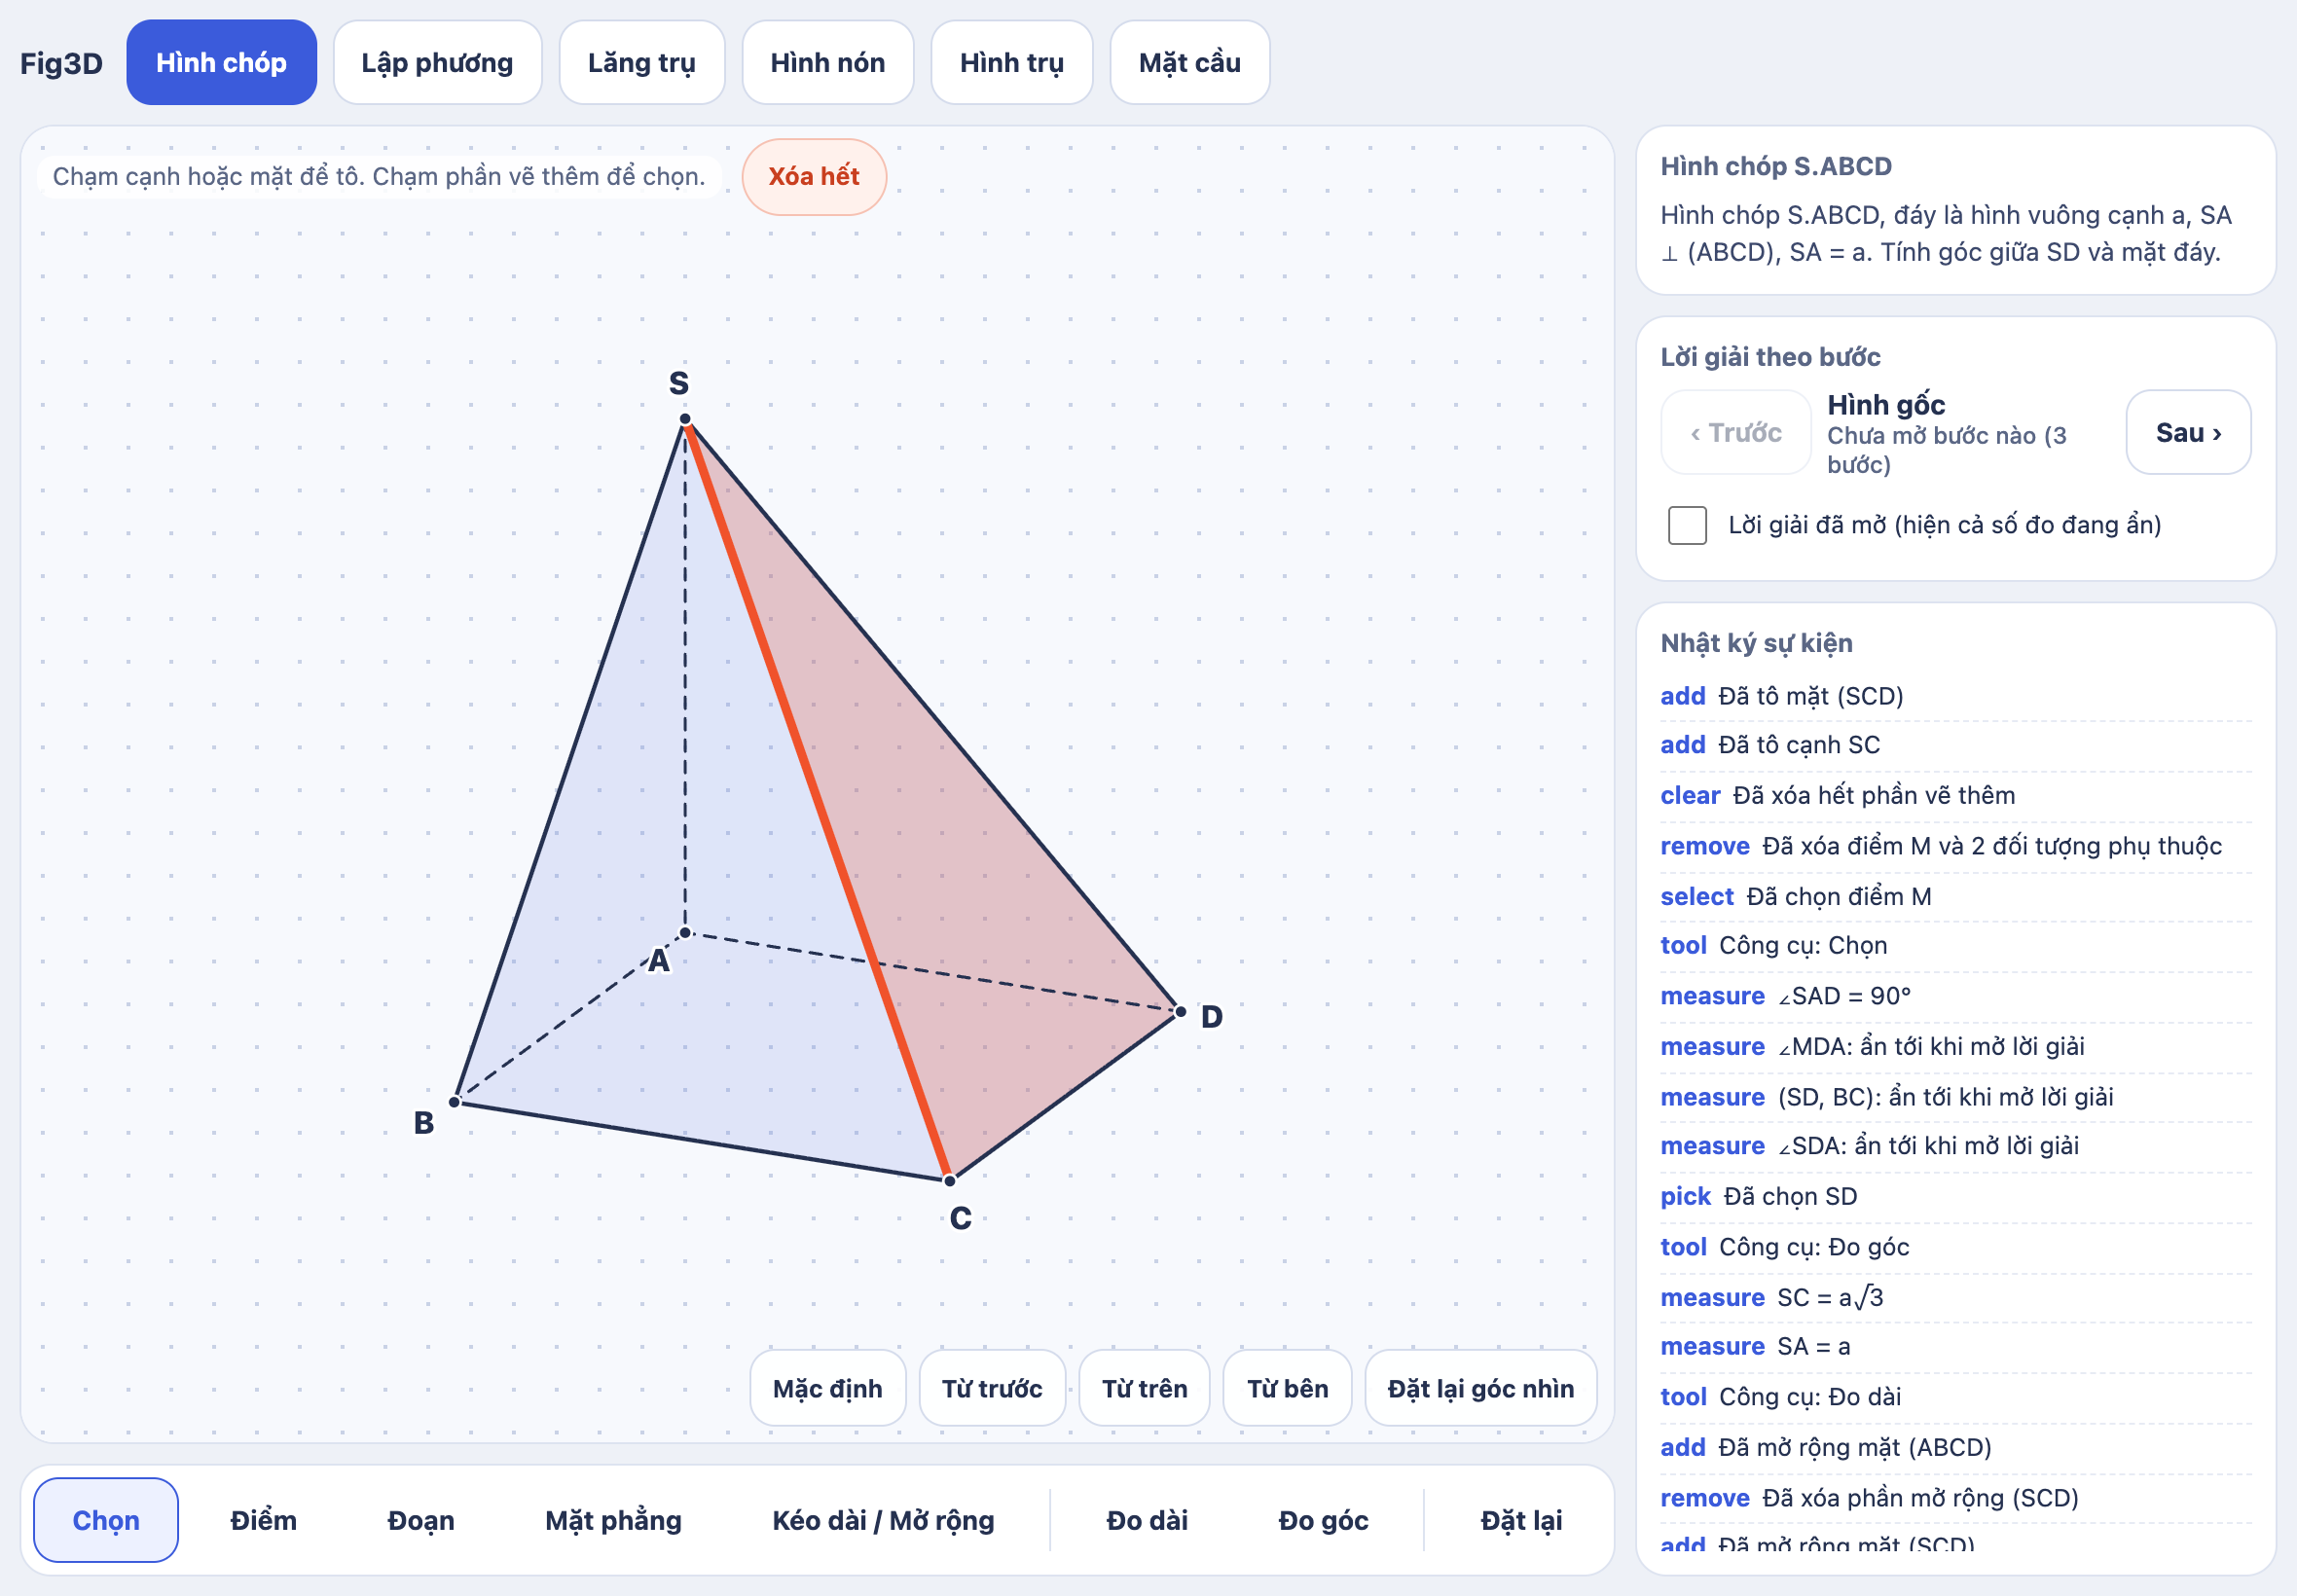 Fig3D
Hình chóp
Lập phương
Lăng trụ
Hình nón
Hình trụ
Mặt cầu
Chạm cạnh hoặc mặt để tô. Chạm phần vẽ thêm để chọn.
Xóa hết
S
A
B
C
D
Mặc định
Từ trước
Từ trên
Từ bên
Đặt lại góc nhìn
Chọn
Điểm
Đoạn
Mặt phẳng
Kéo dài / Mở rộng
Đo dài
Đo góc
Đặt lại
Hình chóp S.ABCD
Hình chóp S.ABCD, đáy là hình vuông cạnh a, SA
⊥ (ABCD), SA = a. Tính góc giữa SD và mặt đáy.
Lời giải theo bước
‹ Trước
Hình gốc
Chưa mở bước nào (3
bước)
Sau ›
Lời giải đã mở (hiện cả số đo đang ẩn)
Nhật ký sự kiện
add Đã tô mặt (SCD)
add Đã tô cạnh SC
clear Đã xóa hết phần vẽ thêm
remove Đã xóa điểm M và 2 đối tượng phụ thuộc
select Đã chọn điểm M
tool Công cụ: Chọn
measure ∠SAD = 90°
measure ∠MDA: ẩn tới khi mở lời giải
measure (SD, BC): ẩn tới khi mở lời giải
measure ∠SDA: ẩn tới khi mở lời giải
pick Đã chọn SD
tool Công cụ: Đo góc
measure SC = a√3
measure SA = a
tool Công cụ: Đo dài
add Đã mở rộng mặt (ABCD)
remove Đã xóa phần mở rộng (SCD)
add Đã mở rộng mặt (SCD)